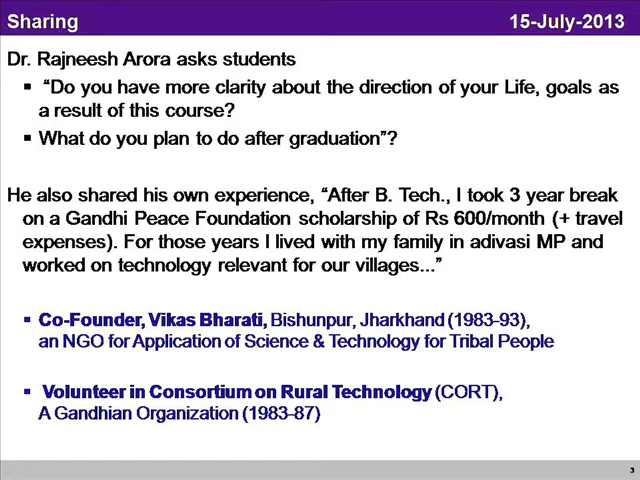 Sharing 15-July-2013
Dr. Rajneesh Arora asks students
▪ “Do you have more clarity about the direction of your Life, goals as
a result of this course?
▪ What do you plan to do after graduation”?
He also shared his own experience, “After B. Tech., I took 3 year break
on a Gandhi Peace Foundation scholarship of Rs 600/month (+ travel
expenses). For those years I lived with my family in adivasi MP and
worked on technology relevant for our villages...”
▪ Co-Founder, Vikas Bharati, Bishunpur, Jharkhand (1983-93),
an NGO for Application of Science & Technology for Tribal People
▪ Volunteer in Consortium on Rural Technology (CORT),
A Gandhian Organization (1983-87)
3